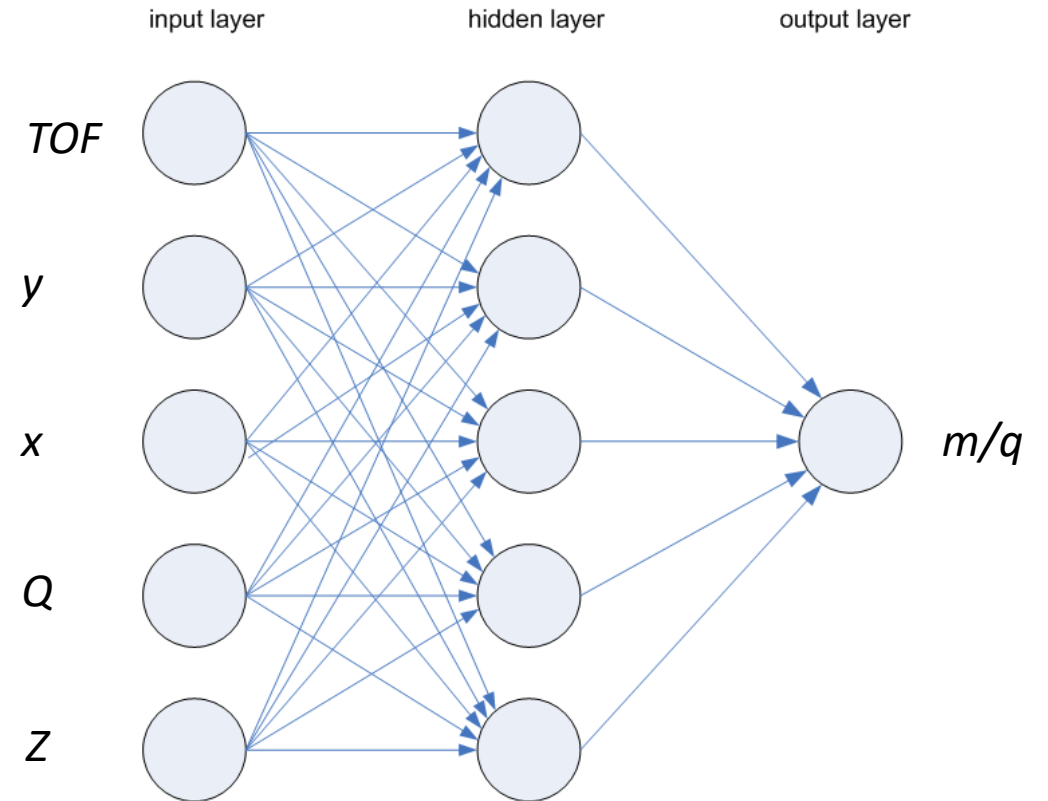 input layer
hidden layer
output layer
TOF
y
x
m/q
Q
Z